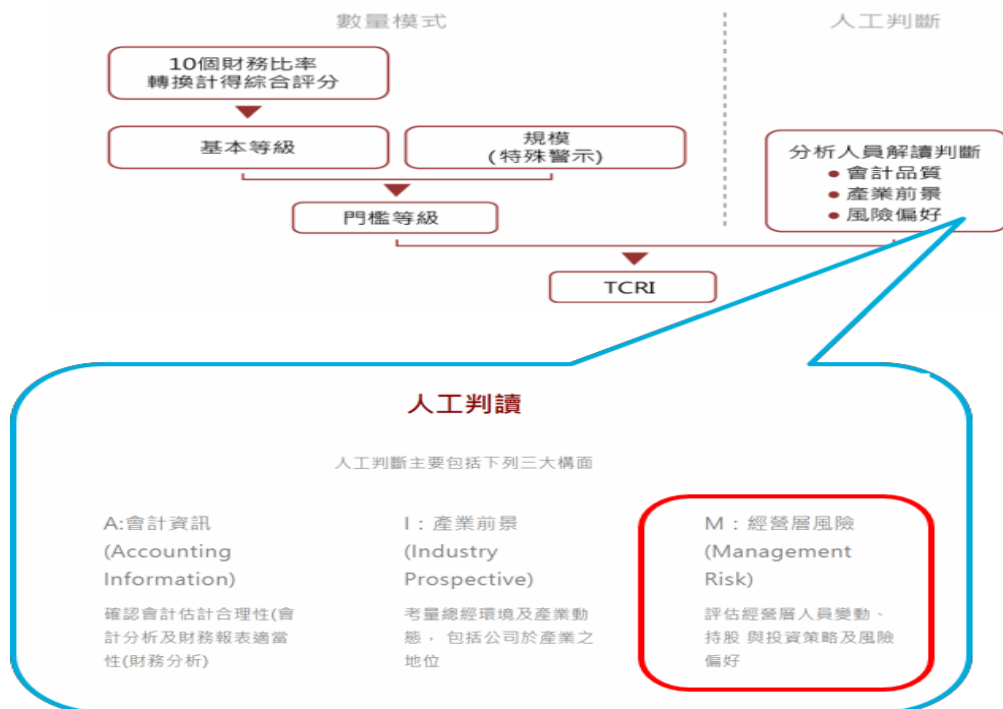 數量模式
人工判斷
10個財務比率
轉換計得綜合評分
基本等級
規模
(特殊警示)
門檻等級
分析人員解讀判斷
● 會計品質
● 產業前景
● 風險偏好
TCRI
人工判讀
人工判斷主要包括下列三大構面
A:會計資訊
(Accounting
Information)
確認會計估計合理性(會
計分析及財務報表適當
性(財務分析)
I：產業前景
(Industry
Prospective)
考量總經環境及產業動
態， 包括公司於產業之
地位
M：經營層風險
(Management
Risk)
評估經營層人員變動、
持股 與投資策略及風險
偏好